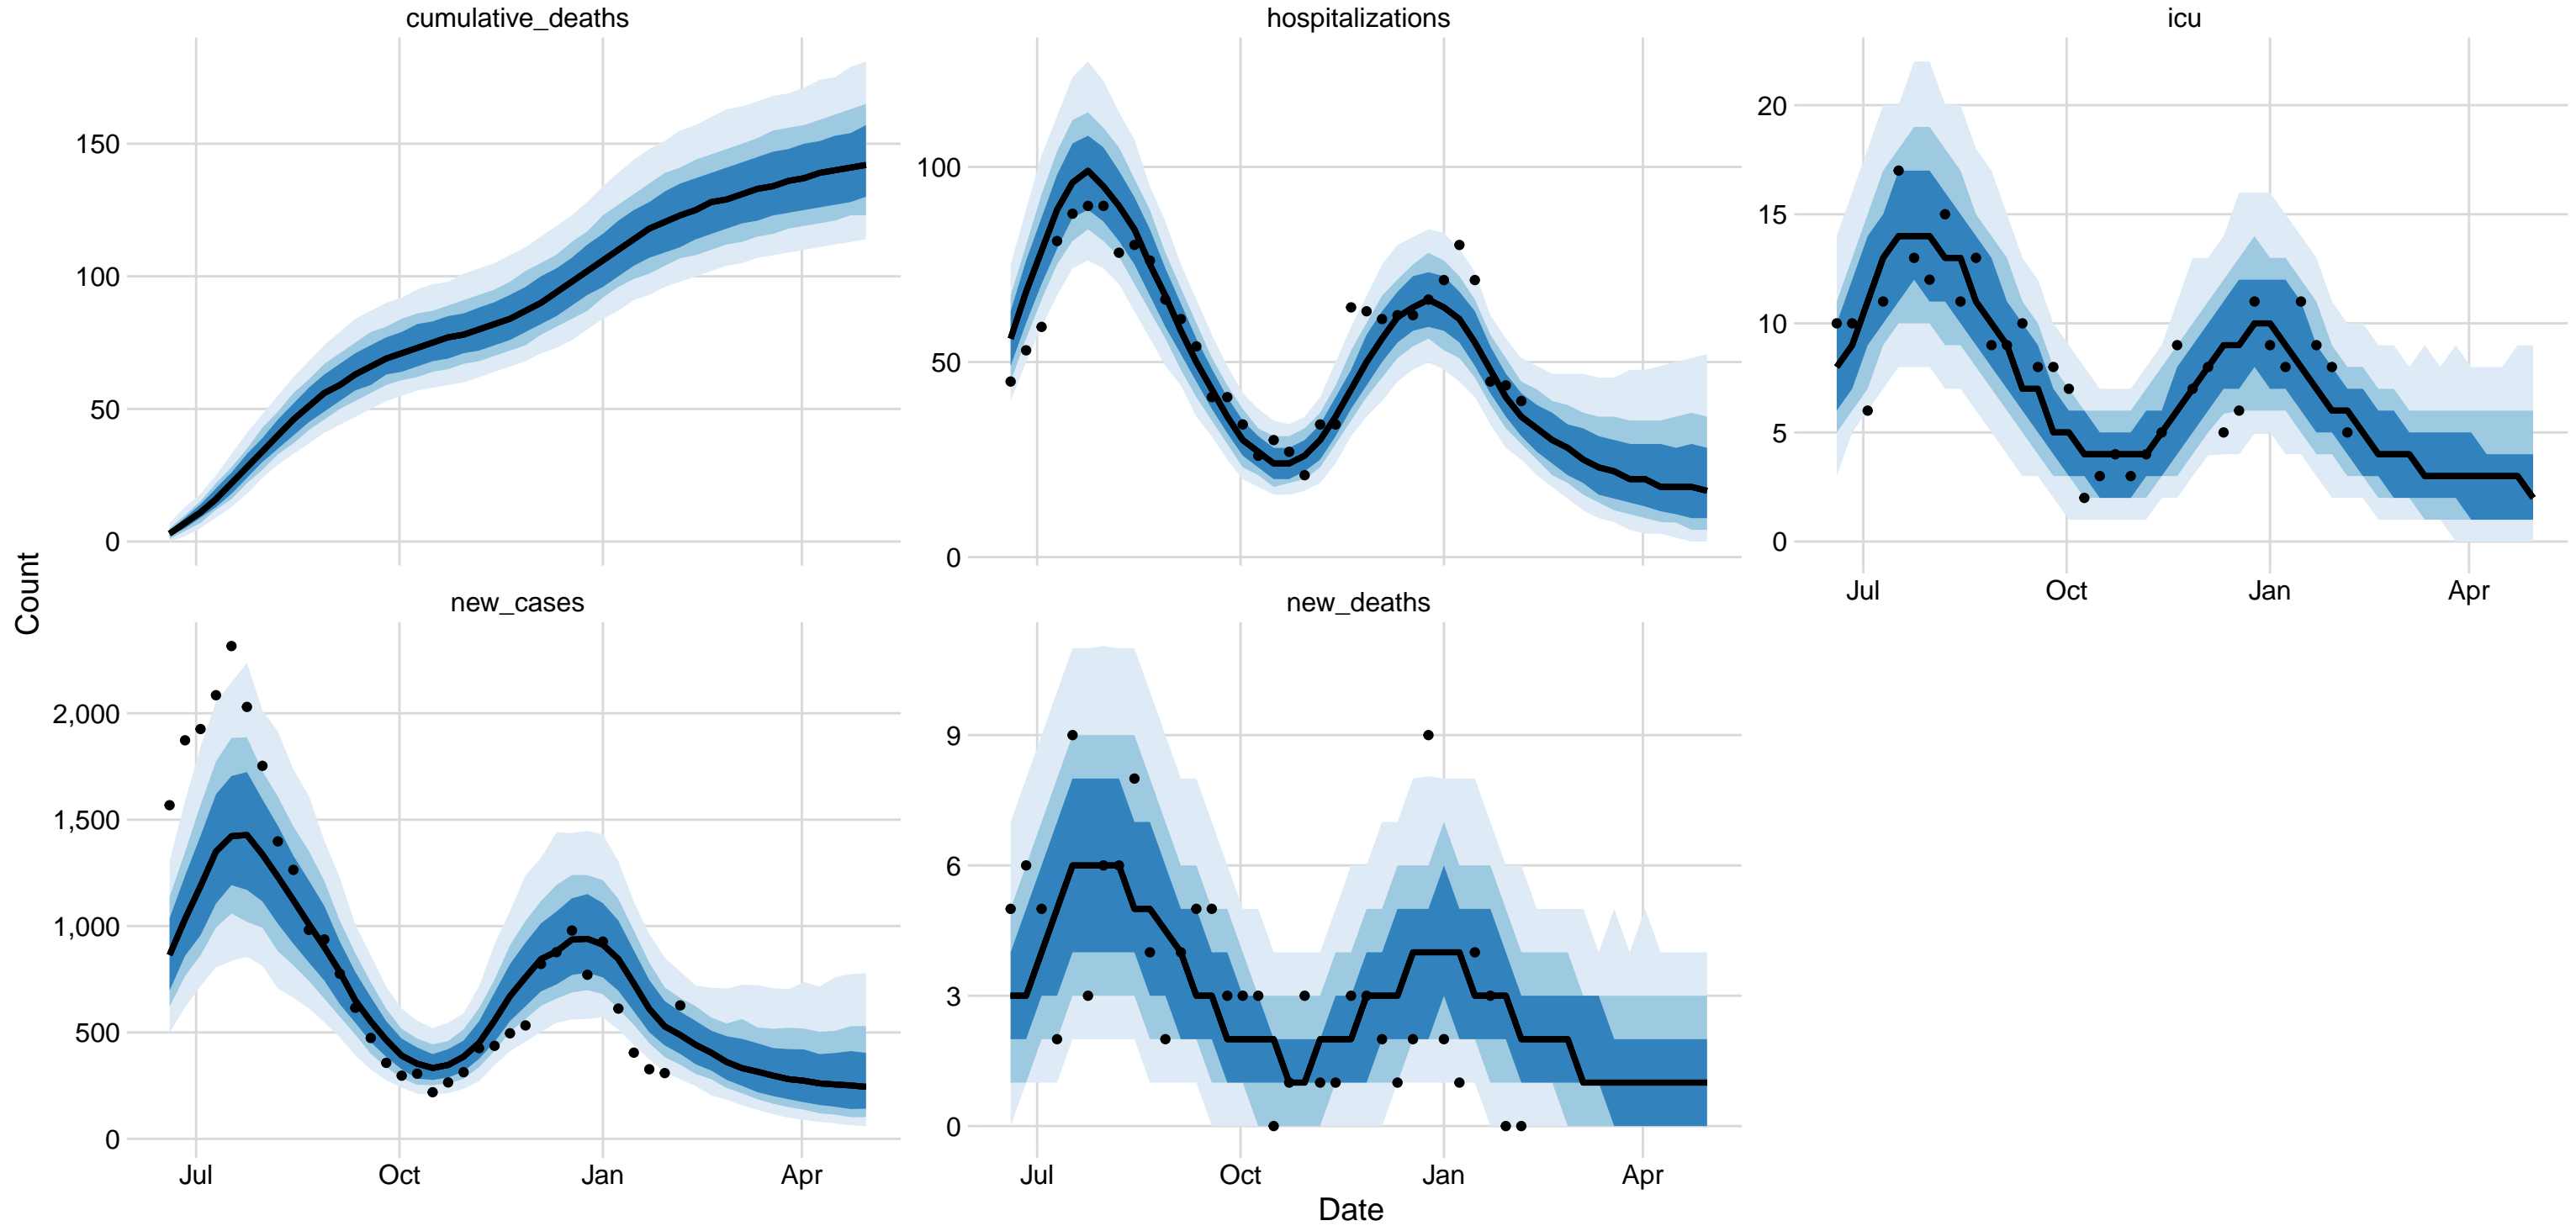 cumulative_deaths
hospitalizations
icu
150
100
50
0
100
50
0
20
15
10
5
0
Jul
Oct
Jan
Apr
Count
new_cases
new_deaths
2,000
1,500
1,000
500
0
9
6
3
0
Jul
Oct
Jan
Apr
Jul
Oct
Jan
Apr
Date